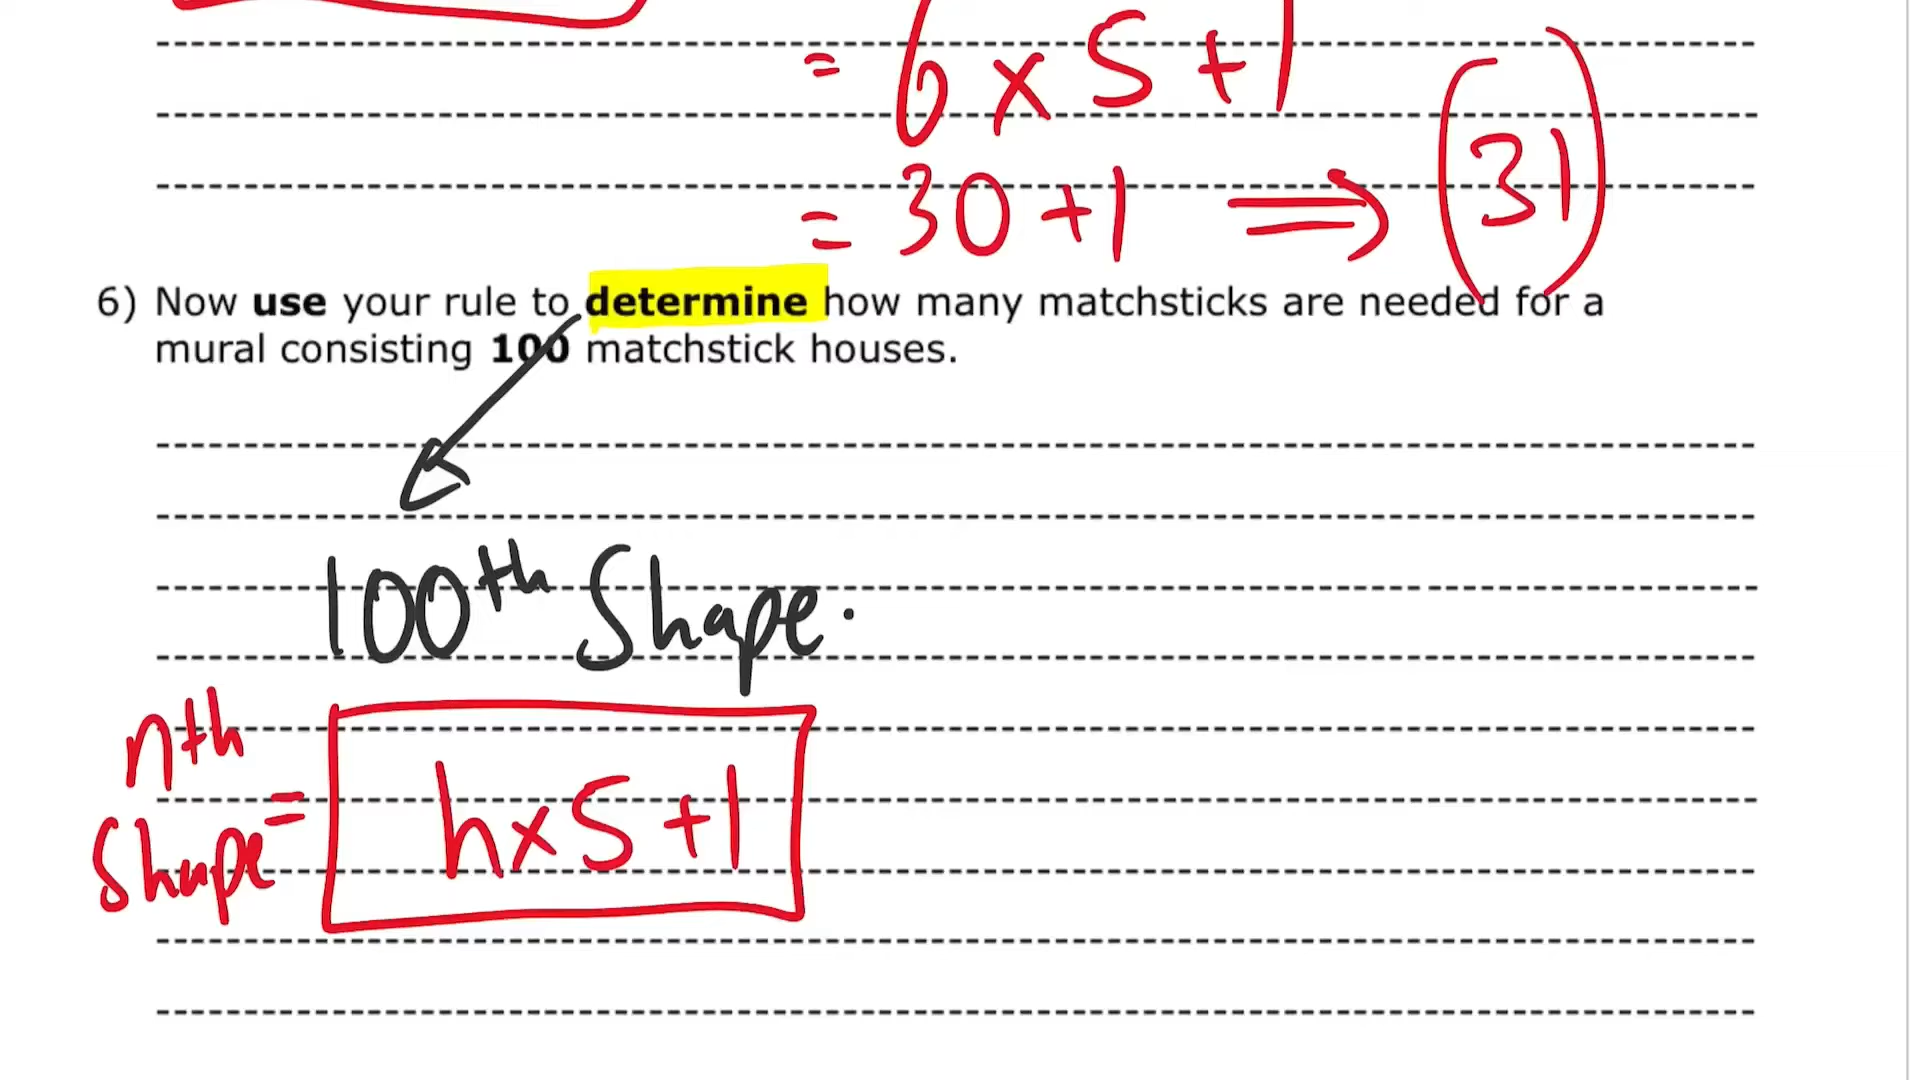 = 6 x 5 + 1
= 30 + 1 ⇒ 31
6) Now use your rule to determine how many matchsticks are needed for a
mural consisting 100 matchstick houses.
100th Shape.
nth
Shape = h x 5 + 1